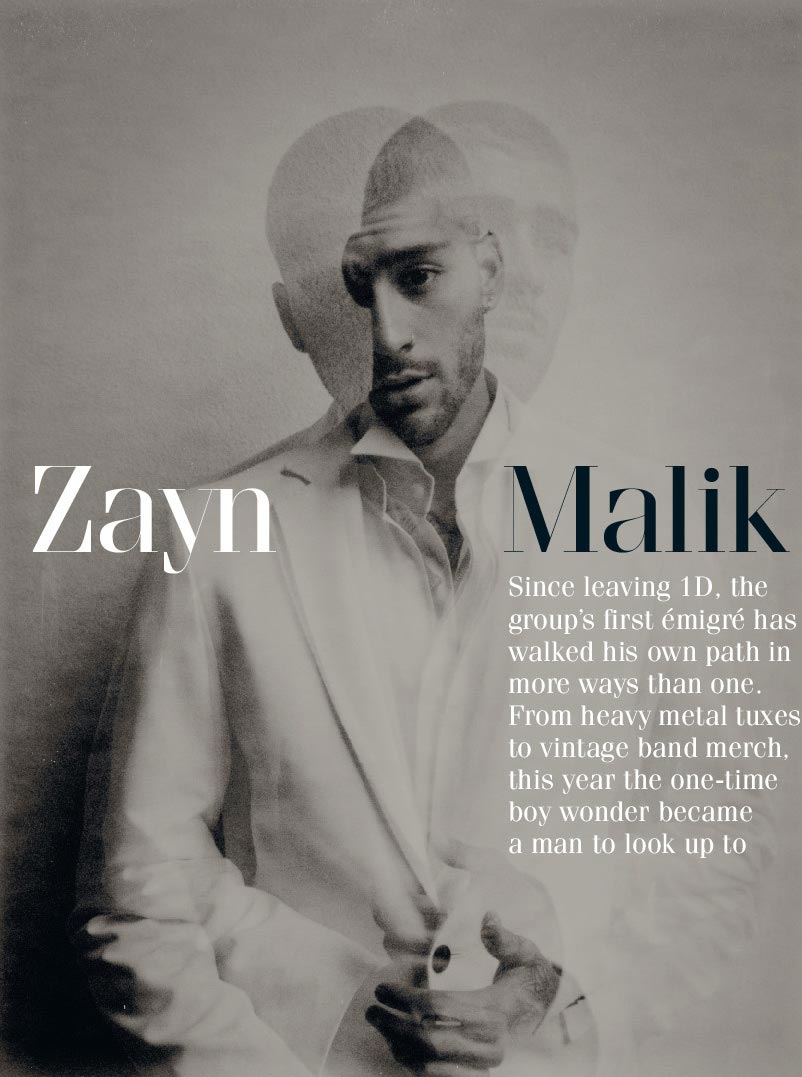 Zayn Malik
Since leaving 1D, the
group’s first émigré has
walked his own path in
more ways than one.
From heavy metal tuxes
to vintage band merch,
this year the one-time
boy wonder became
a man to look up to